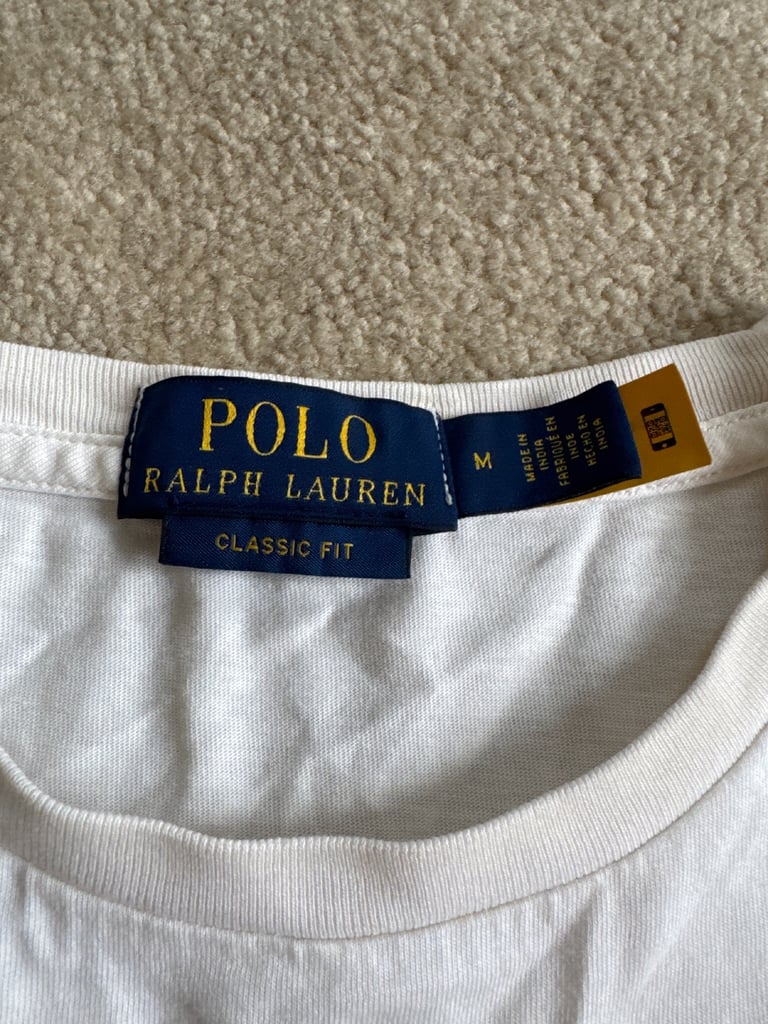 POLO
RALPH LAUREN
CLASSIC FIT
M
MADE IN
INDIA
FABRIQUÉ EN
INDE
HECHO EN
INDIA